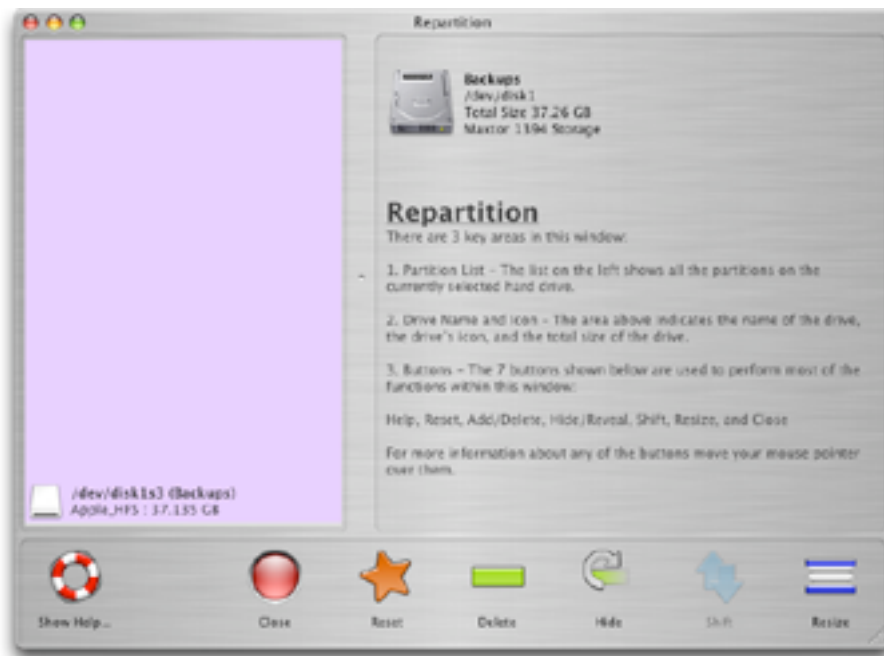 Repartition
Backups
/dev/disk1
Total Size 37.26 GB
Maxtor 1394 Storage
Repartition
There are 3 key areas in this window:
1. Partition List – The list on the left shows all the partitions on the
currently selected hard drive.
2. Drive Name and Icon – The area above indicates the name of the drive,
the drive's icon, and the total size of the drive.
3. Buttons – The 7 buttons shown below are used to perform most of the
functions within this window:
Help, Reset, Add/Delete, Hide/Reveal, Shift, Resize, and Close
For more information about any of the buttons move your mouse pointer
over them.
/dev/disk1s3 (Backups)
Apple_HFS : 37.135 GB
Show Help...
Close
Reset
Delete
Hide
Shift
Resize